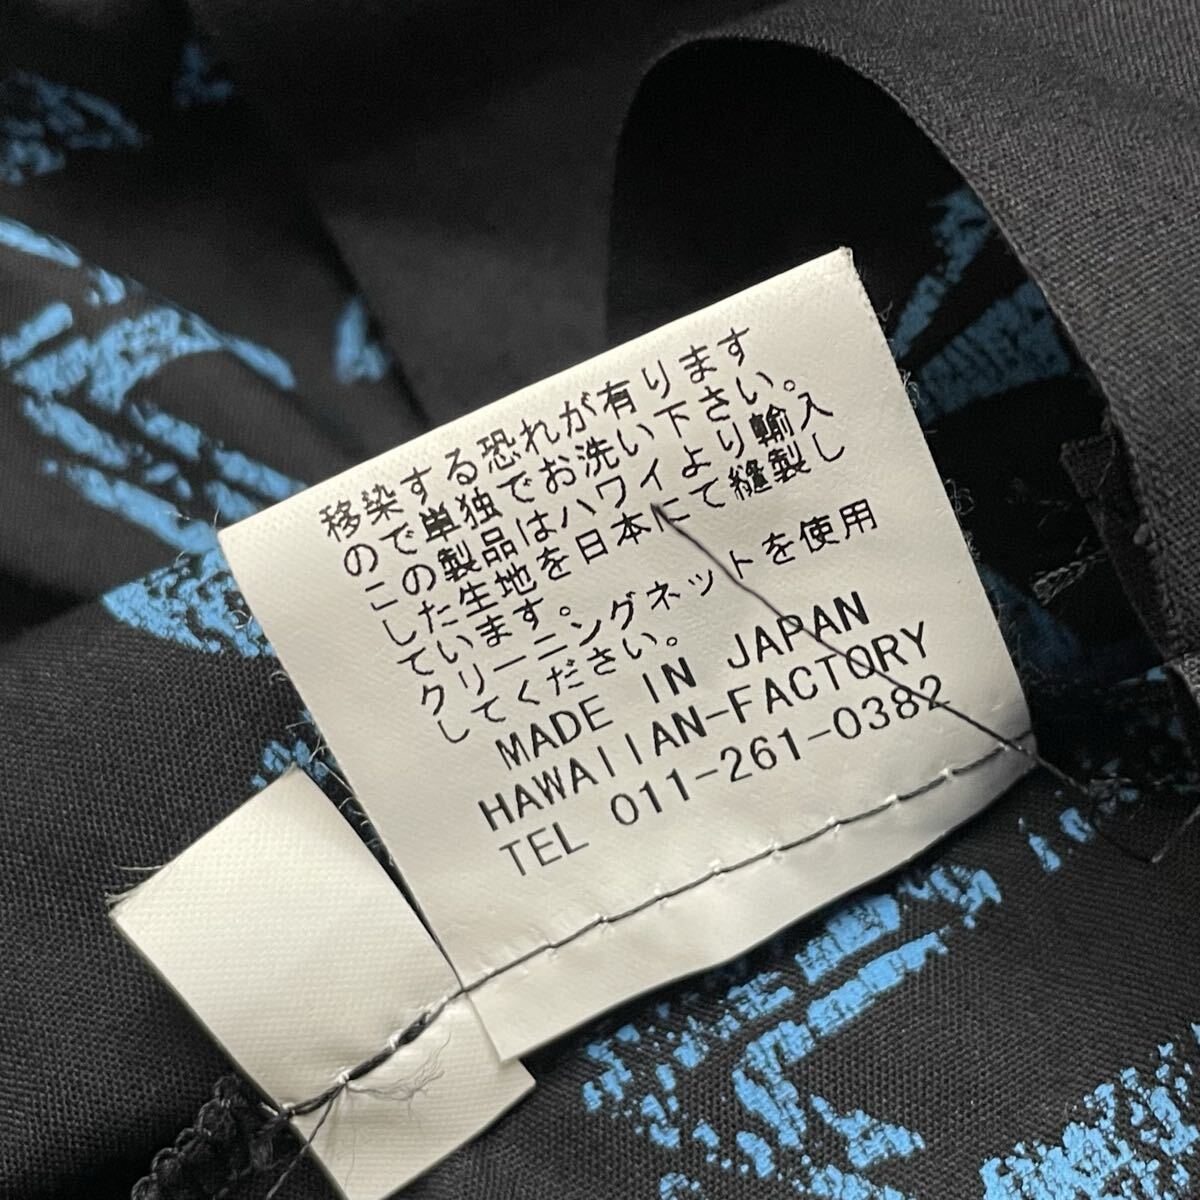 移染する恐れが有ります
ので単独でお洗い下さい。
この製品はハワイより輸入
した生地を日本にて縫製し
ています。
クリーニングネットを使用
してください。
MADE IN JAPAN
HAWAIIAN-FACTORY
TEL 011-261-0382